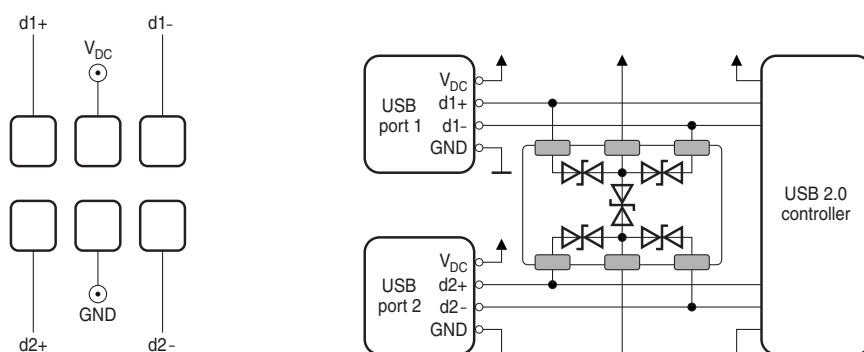 d1+
d1-
V_DC
GND
d2+
d2-
USB
port 1
V_DC
d1+
d1-
GND
USB
port 2
V_DC
d2+
d2-
GND
USB 2.0
controller